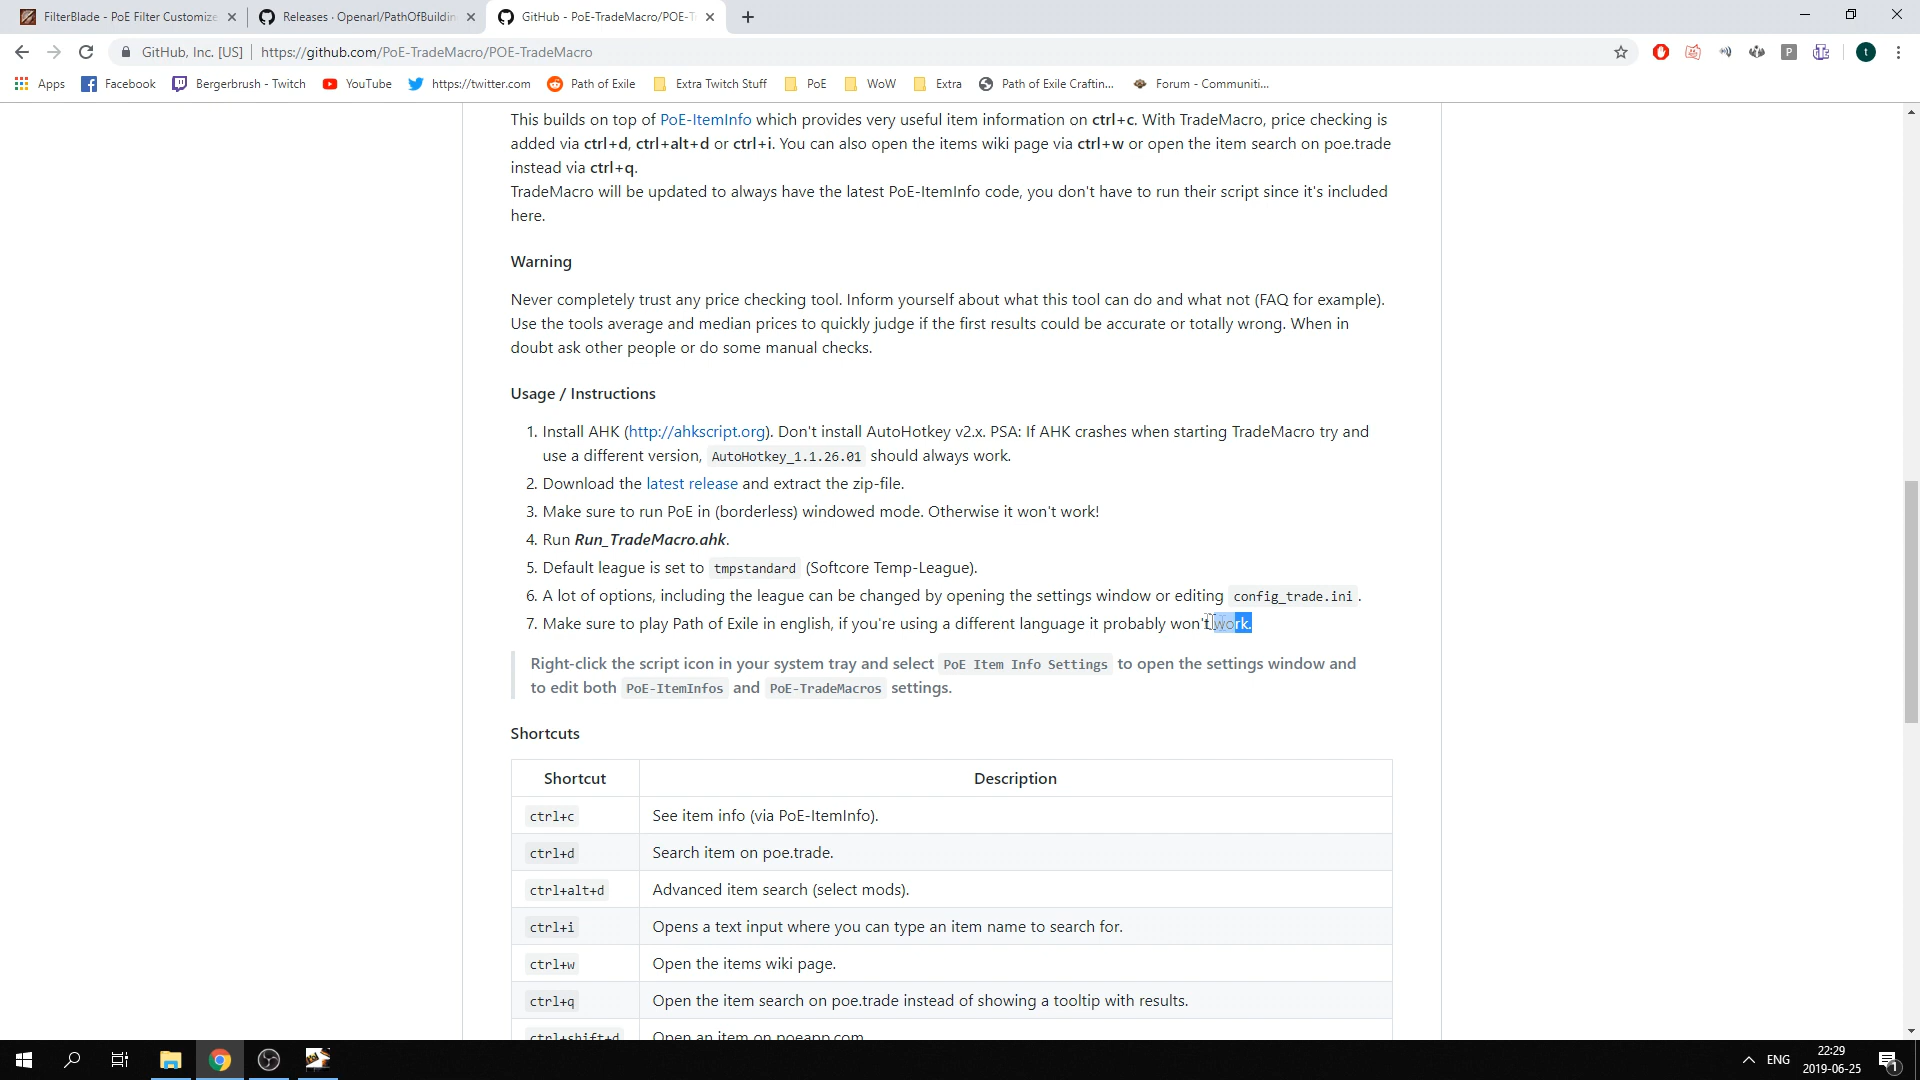 FilterBlade - PoE Filter Customize
Releases · Openarl/PathOfBuildin
GitHub - PoE-TradeMacro/POE-T
GitHub, Inc. [US] | https://github.com/PoE-TradeMacro/POE-TradeMacro
Apps Facebook Bergerbrush - Twitch YouTube https://twitter.com Path of Exile Extra Twitch Stuff PoE WoW Extra Path of Exile Craftin... Forum - Communiti...
This builds on top of PoE-ItemInfo which provides very useful item information on ctrl+c. With TradeMacro, price checking is
added via ctrl+d, ctrl+alt+d or ctrl+i. You can also open the items wiki page via ctrl+w or open the item search on poe.trade
instead via ctrl+q.
TradeMacro will be updated to always have the latest PoE-ItemInfo code, you don't have to run their script since it's included
here.
Warning
Never completely trust any price checking tool. Inform yourself about what this tool can do and what not (FAQ for example).
Use the tools average and median prices to quickly judge if the first results could be accurate or totally wrong. When in
doubt ask other people or do some manual checks.
Usage / Instructions
1. Install AHK (http://ahkscript.org). Don't install AutoHotkey v2.x. PSA: If AHK crashes when starting TradeMacro try and
use a different version, AutoHotkey_1.1.26.01 should always work.
2. Download the latest release and extract the zip-file.
3. Make sure to run PoE in (borderless) windowed mode. Otherwise it won't work!
4. Run Run_TradeMacro.ahk.
5. Default league is set to tmpstandard (Softcore Temp-League).
6. A lot of options, including the league can be changed by opening the settings window or editing config_trade.ini .
7. Make sure to play Path of Exile in english, if you're using a different language it probably won't work.
Right-click the script icon in your system tray and select PoE Item Info Settings to open the settings window and
to edit both PoE-ItemInfos and PoE-TradeMacros settings.
Shortcuts
Shortcut Description
ctrl+c See item info (via PoE-ItemInfo).
ctrl+d Search item on poe.trade.
ctrl+alt+d Advanced item search (select mods).
ctrl+i Opens a text input where you can type an item name to search for.
ctrl+w Open the items wiki page.
ctrl+q Open the item search on poe.trade instead of showing a tooltip with results.
ctrl+shift+d Open an item on poeapp.com
ENG 22:29
2019-06-25 1